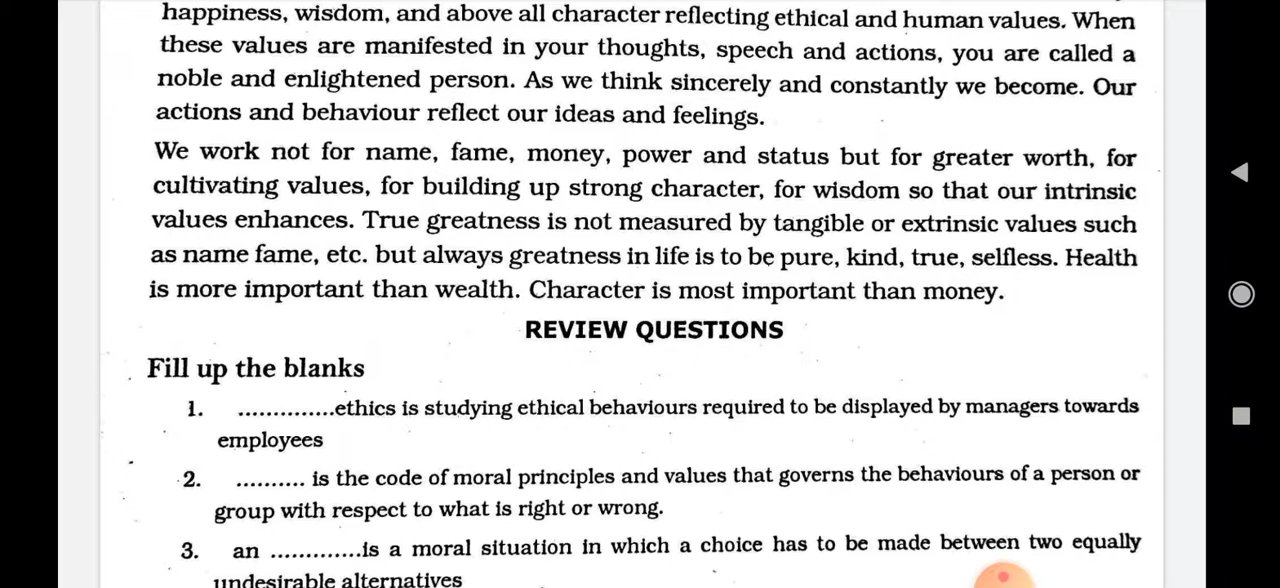 happiness, wisdom, and above all character reflecting ethical and human values. When
these values are manifested in your thoughts, speech and actions, you are called a
noble and enlightened person. As we think sincerely and constantly we become. Our
actions and behaviour reflect our ideas and feelings.
We work not for name, fame, money, power and status but for greater worth, for
cultivating values, for building up strong character, for wisdom so that our intrinsic
values enhances. True greatness is not measured by tangible or extrinsic values such
as name fame, etc. but always greatness in life is to be pure, kind, true, selfless. Health
is more important than wealth. Character is most important than money.
REVIEW QUESTIONS
Fill up the blanks
1. ..............ethics is studying ethical behaviours required to be displayed by managers towards
employees
2. .......... is the code of moral principles and values that governs the behaviours of a person or
group with respect to what is right or wrong.
3. an .............is a moral situation in which a choice has to be made between two equally
undesirable alternatives